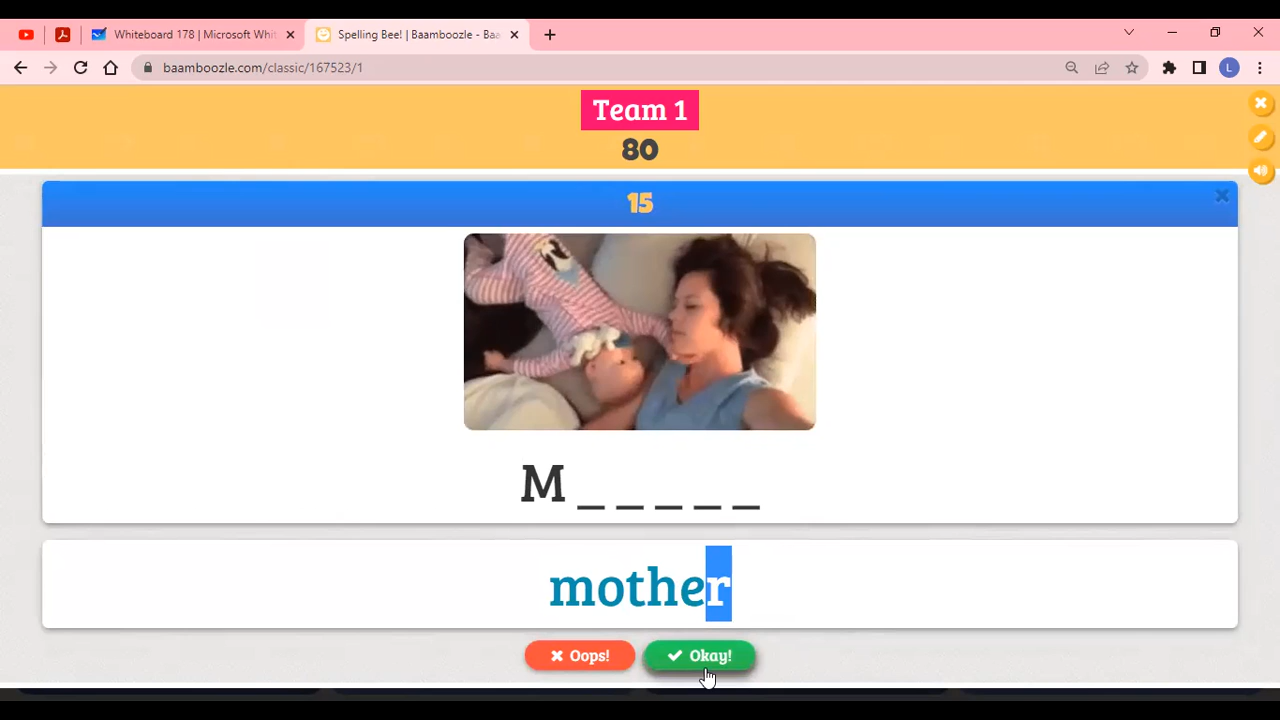 Whiteboard 178 | Microsoft Whi
Spelling Bee! | Baamboozle - Baa
baamboozle.com/classic/167523/1
L
Team 1
80
15
M _ _ _ _ _
mother
Oops!
Okay!